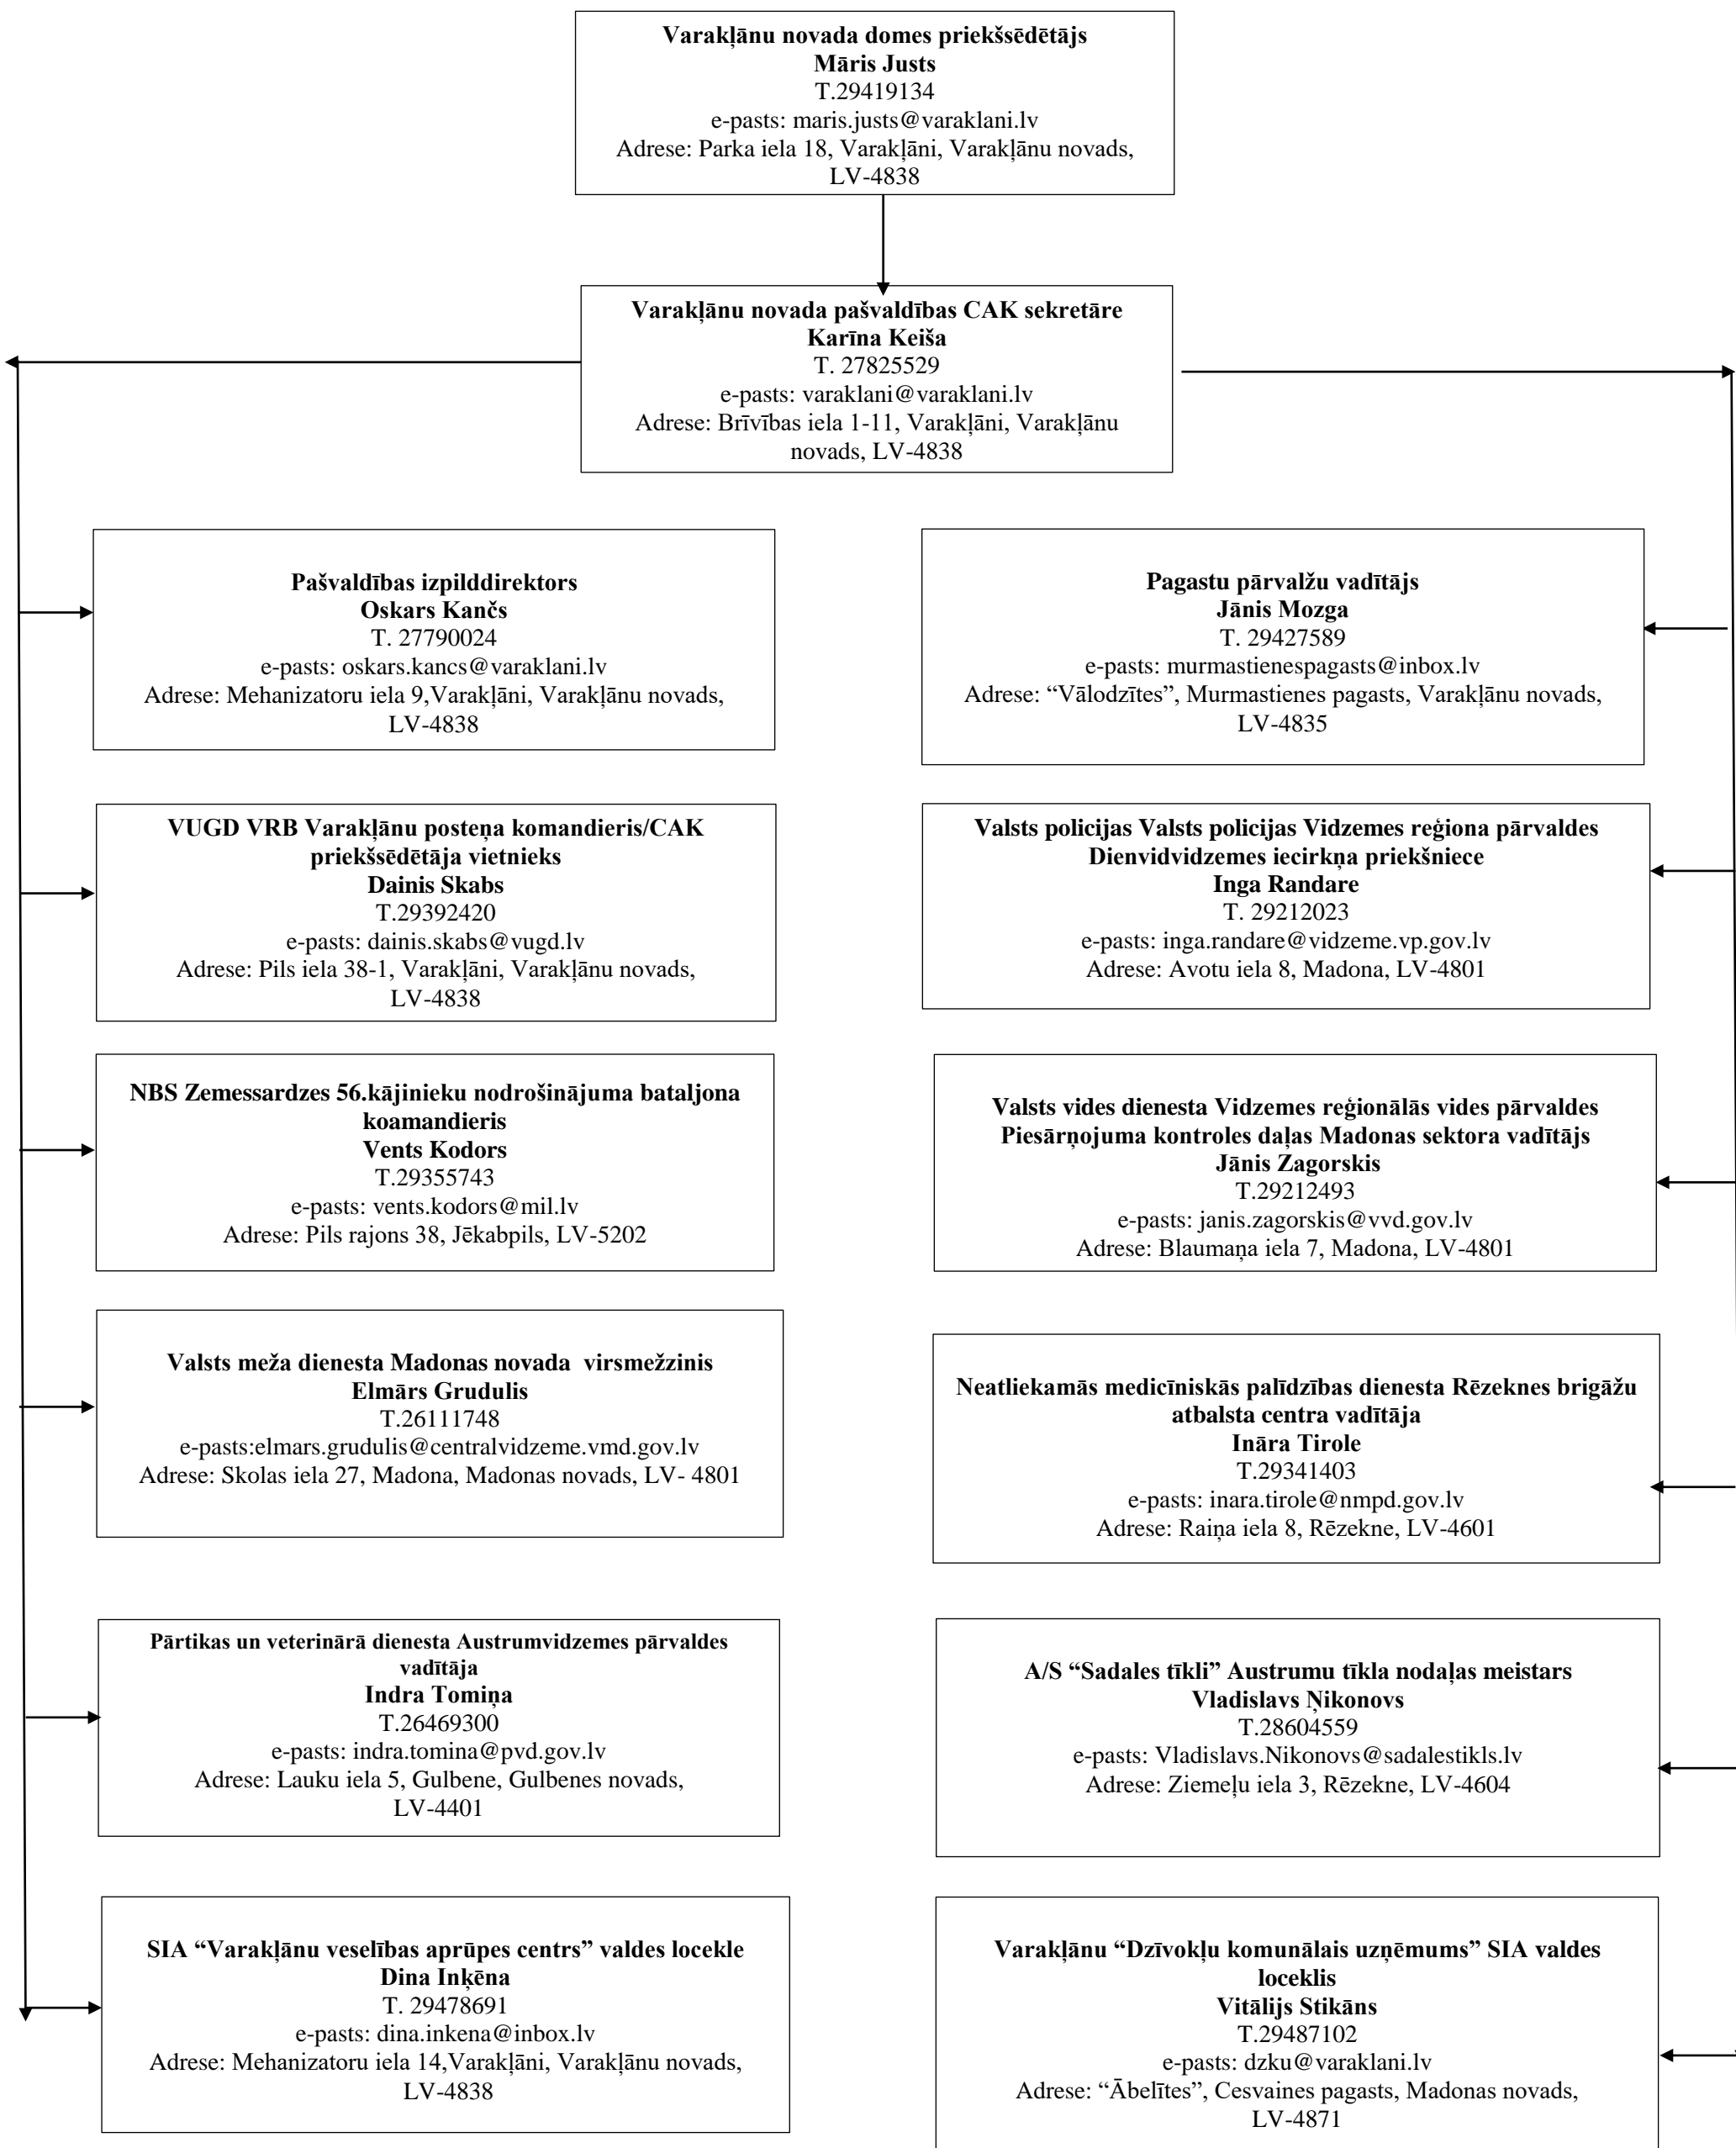 Varakļānu novada domes priekšsēdētājs
Māris Justs
T.29419134
e-pasts: maris.justs@varaklani.lv
Adrese: Parka iela 18, Varakļāni, Varakļānu novads,
LV-4838
Varakļānu novada pašvaldības CAK sekretāre
Karīna Keiša
T. 27825529
e-pasts: varaklani@varaklani.lv
Adrese: Brīvības iela 1-11, Varakļāni, Varakļānu
novads, LV-4838
Pašvaldības izpilddirektors
Oskars Kančs
T. 27790024
e-pasts: oskars.kancs@varaklani.lv
Adrese: Mehanizatoru iela 9,Varakļāni, Varakļānu novads,
LV-4838
Pagastu pārvalžu vadītājs
Jānis Mozga
T. 29427589
e-pasts: murmastienespagasts@inbox.lv
Adrese: “Vālodzītes”, Murmastienes pagasts, Varakļānu novads,
LV-4835
VUGD VRB Varakļānu posteņa komandieris/CAK
priekšsēdētāja vietnieks
Dainis Skabs
T.29392420
e-pasts: dainis.skabs@vugd.lv
Adrese: Pils iela 38-1, Varakļāni, Varakļānu novads,
LV-4838
Valsts policijas Valsts policijas Vidzemes reģiona pārvaldes
Dienvidvidzemes iecirkņa priekšniece
Inga Randare
T. 29212023
e-pasts: inga.randare@vidzeme.vp.gov.lv
Adrese: Avotu iela 8, Madona, LV-4801
NBS Zemessardzes 56.kājinieku nodrošinājuma bataljona
koamandieris
Vents Kodors
T.29355743
e-pasts: vents.kodors@mil.lv
Adrese: Pils rajons 38, Jēkabpils, LV-5202
Valsts vides dienesta Vidzemes reģionālās vides pārvaldes
Piesārņojuma kontroles daļas Madonas sektora vadītājs
Jānis Zagorskis
T.29212493
e-pasts: janis.zagorskis@vvd.gov.lv
Adrese: Blaumaņa iela 7, Madona, LV-4801
Valsts meža dienesta Madonas novada virsmežzinis
Elmārs Grudulis
T.26111748
e-pasts:elmars.grudulis@centralvidzeme.vmd.gov.lv
Adrese: Skolas iela 27, Madona, Madonas novads, LV- 4801
Neatliekamās medicīniskās palīdzības dienesta Rēzeknes brigāžu
atbalsta centra vadītāja
Ināra Tirole
T.29341403
e-pasts: inara.tirole@nmpd.gov.lv
Adrese: Raiņa iela 8, Rēzekne, LV-4601
Pārtikas un veterinārā dienesta Austrumvidzemes pārvaldes
vadītāja
Indra Tomiņa
T.26469300
e-pasts: indra.tomina@pvd.gov.lv
Adrese: Lauku iela 5, Gulbene, Gulbenes novads,
LV-4401
A/S “Sadales tīkli” Austrumu tīkla nodaļas meistars
Vladislavs Ņikonovs
T.28604559
e-pasts: Vladislavs.Nikonovs@sadalestikls.lv
Adrese: Ziemeļu iela 3, Rēzekne, LV-4604
SIA “Varakļānu veselības aprūpes centrs” valdes locekle
Dina Inķēna
T. 29478691
e-pasts: dina.inkena@inbox.lv
Adrese: Mehanizatoru iela 14,Varakļāni, Varakļānu novads,
LV-4838
Varakļānu “Dzīvokļu komunālais uzņēmums” SIA valdes
loceklis
Vitālijs Stikāns
T.29487102
e-pasts: dzku@varaklani.lv
Adrese: “Ābelītes”, Cesvaines pagasts, Madonas novads,
LV-4871